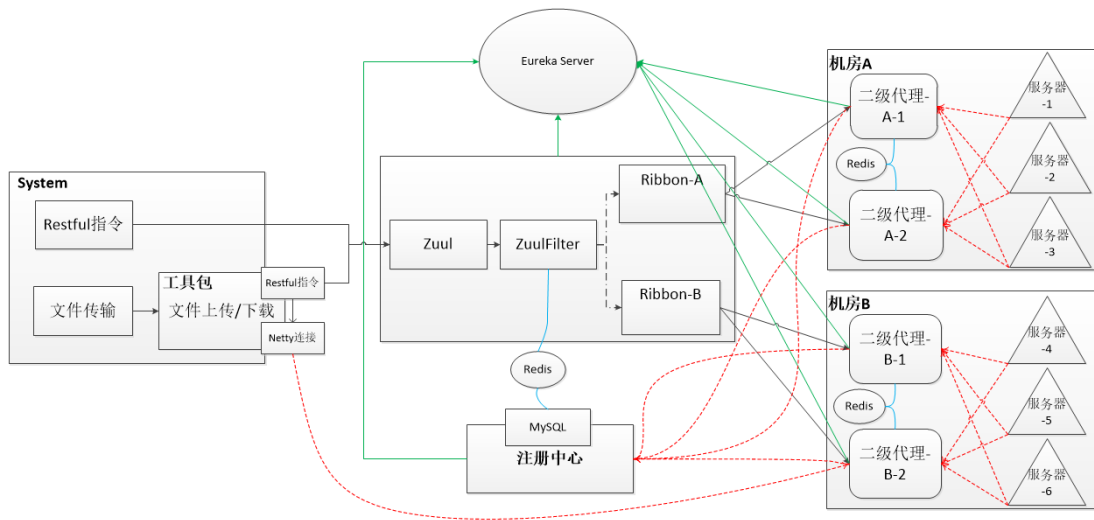 Eureka Server
System
Restful指令
文件传输
工具包
文件上传/下载
Restful指令
Netty连接
Zuul
ZuulFilter
Ribbon-A
Ribbon-B
Redis
MySQL
注册中心
机房A
二级代理-
A-1
Redis
二级代理-
A-2
服务器
-1
服务器
-2
服务器
-3
机房B
二级代理-
B-1
Redis
二级代理-
B-2
服务器
-4
服务器
-5
服务器
-6